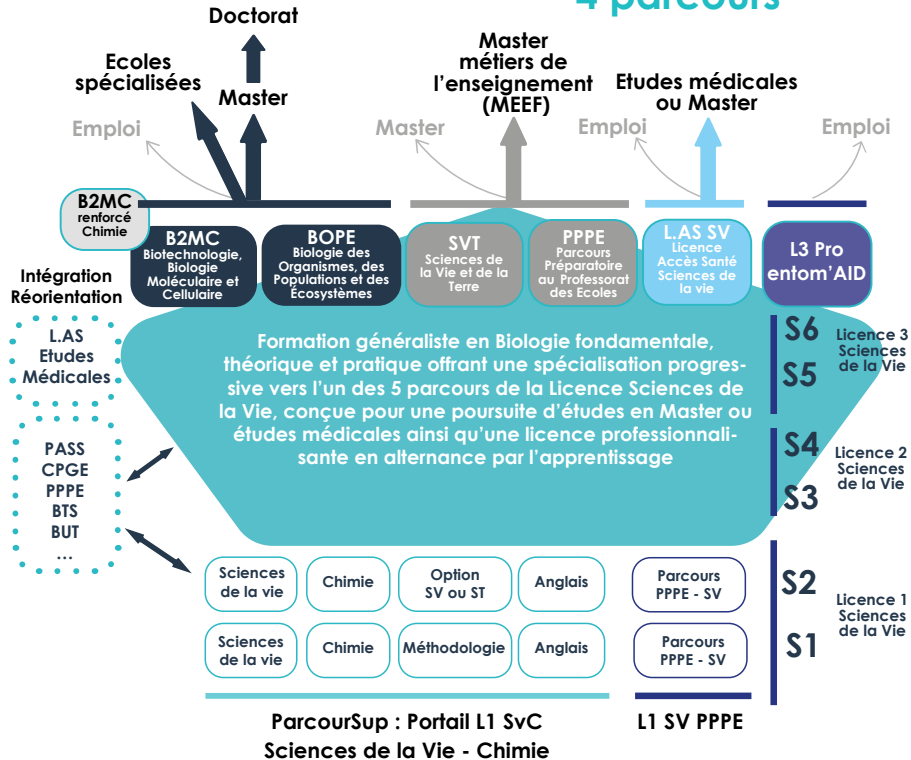 4 parcours
Doctorat
Ecoles
spécialisées
Master
Master
métiers de
l'enseignement
(MEEF)
Etudes médicales
ou Master
Emploi
Master
Emploi
Emploi
B2MC
renforcé
Chimie
B2MC
Biotechnologie,
Biologie
Moléculaire et
Cellulaire
BOPE
Biologie des
Organismes, des
Populations et des
Écosystèmes
SVT
Sciences de
la Vie et de la
Terre
PPPE
Parcours
Préparatoire
au Professorat
des Ecoles
L.AS SV
Licence
Accès Santé
Sciences de
la vie
L3 Pro
entom'AID
Intégration
Réorientation
L.AS
Etudes
Médicales
PASS
CPGE
PPPE
BTS
BUT
...
Formation généraliste en Biologie fondamentale,
théorique et pratique offrant une spécialisation progres-
sive vers l'un des 5 parcours de la Licence Sciences de
la Vie, conçue pour une poursuite d'études en Master ou
études médicales ainsi qu'une licence professionnali-
sante en alternance par l'apprentissage
S6
S5
Licence 3
Sciences
de la Vie
S4
S3
Licence 2
Sciences
de la Vie
Sciences
de la vie
Chimie
Option
SV ou ST
Anglais
Parcours
PPPE - SV
S2
Sciences
de la vie
Chimie
Méthodologie
Anglais
Parcours
PPPE - SV
S1
Licence 1
Sciences
de la Vie
ParcourSup : Portail L1 SvC
Sciences de la Vie - Chimie
L1 SV PPPE